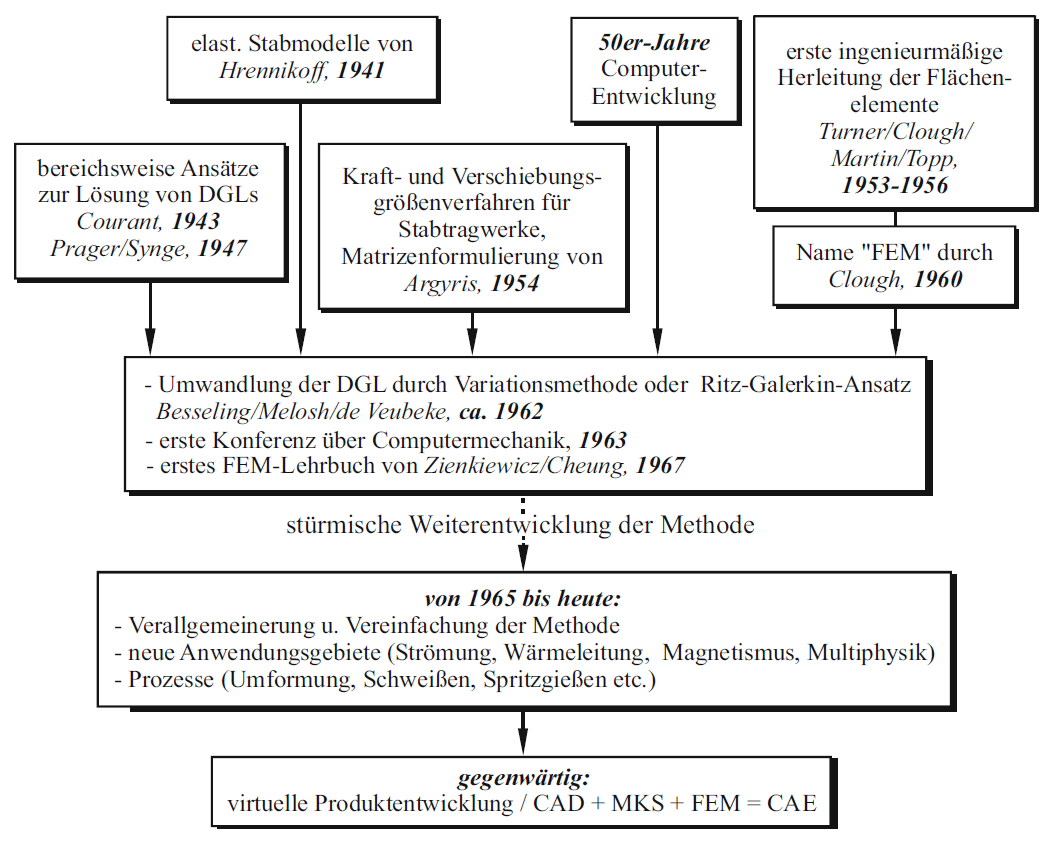 elast. Stabmodelle von
Hrennikoff, 1941
50er-Jahre
Computer-
Entwicklung
erste ingenieurmäßige
Herleitung der Flächen-
elemente
Turner/Clough/
Martin/Topp,
1953-1956
bereichsweise Ansätze
zur Lösung von DGLs
Courant, 1943
Prager/Synge, 1947
Kraft- und Verschiebungs-
größenverfahren für
Stabtragwerke,
Matrizenformulierung von
Argyris, 1954
Name "FEM" durch
Clough, 1960
- Umwandlung der DGL durch Variationsmethode oder Ritz-Galerkin-Ansatz
Besseling/Melosh/de Veubeke, ca. 1962
- erste Konferenz über Computermechanik, 1963
- erstes FEM-Lehrbuch von Zienkiewicz/Cheung, 1967
stürmische Weiterentwicklung der Methode
von 1965 bis heute:
- Verallgemeinerung u. Vereinfachung der Methode
- neue Anwendungsgebiete (Strömung, Wärmeleitung, Magnetismus, Multiphysik)
- Prozesse (Umformung, Schweißen, Spritzgießen etc.)
gegenwärtig:
virtuelle Produktentwicklung / CAD + MKS + FEM = CAE